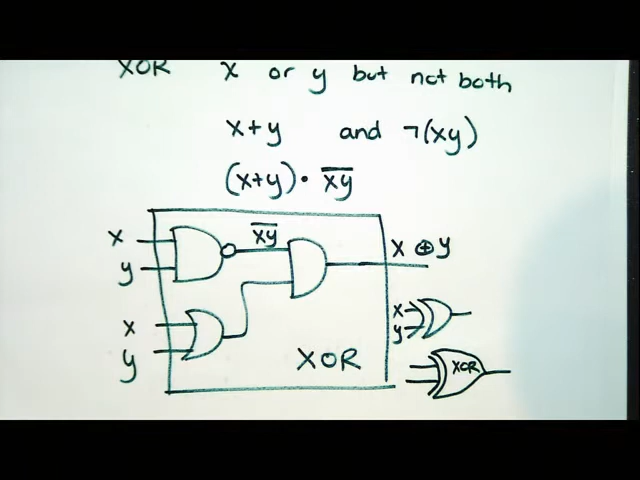 XOR x or y but not both
x+y and ¬(xy)
(x+y)• x̅y̅
x
y
x̅y̅
x ⊕ y
x
y
XOR
x
y
XOR